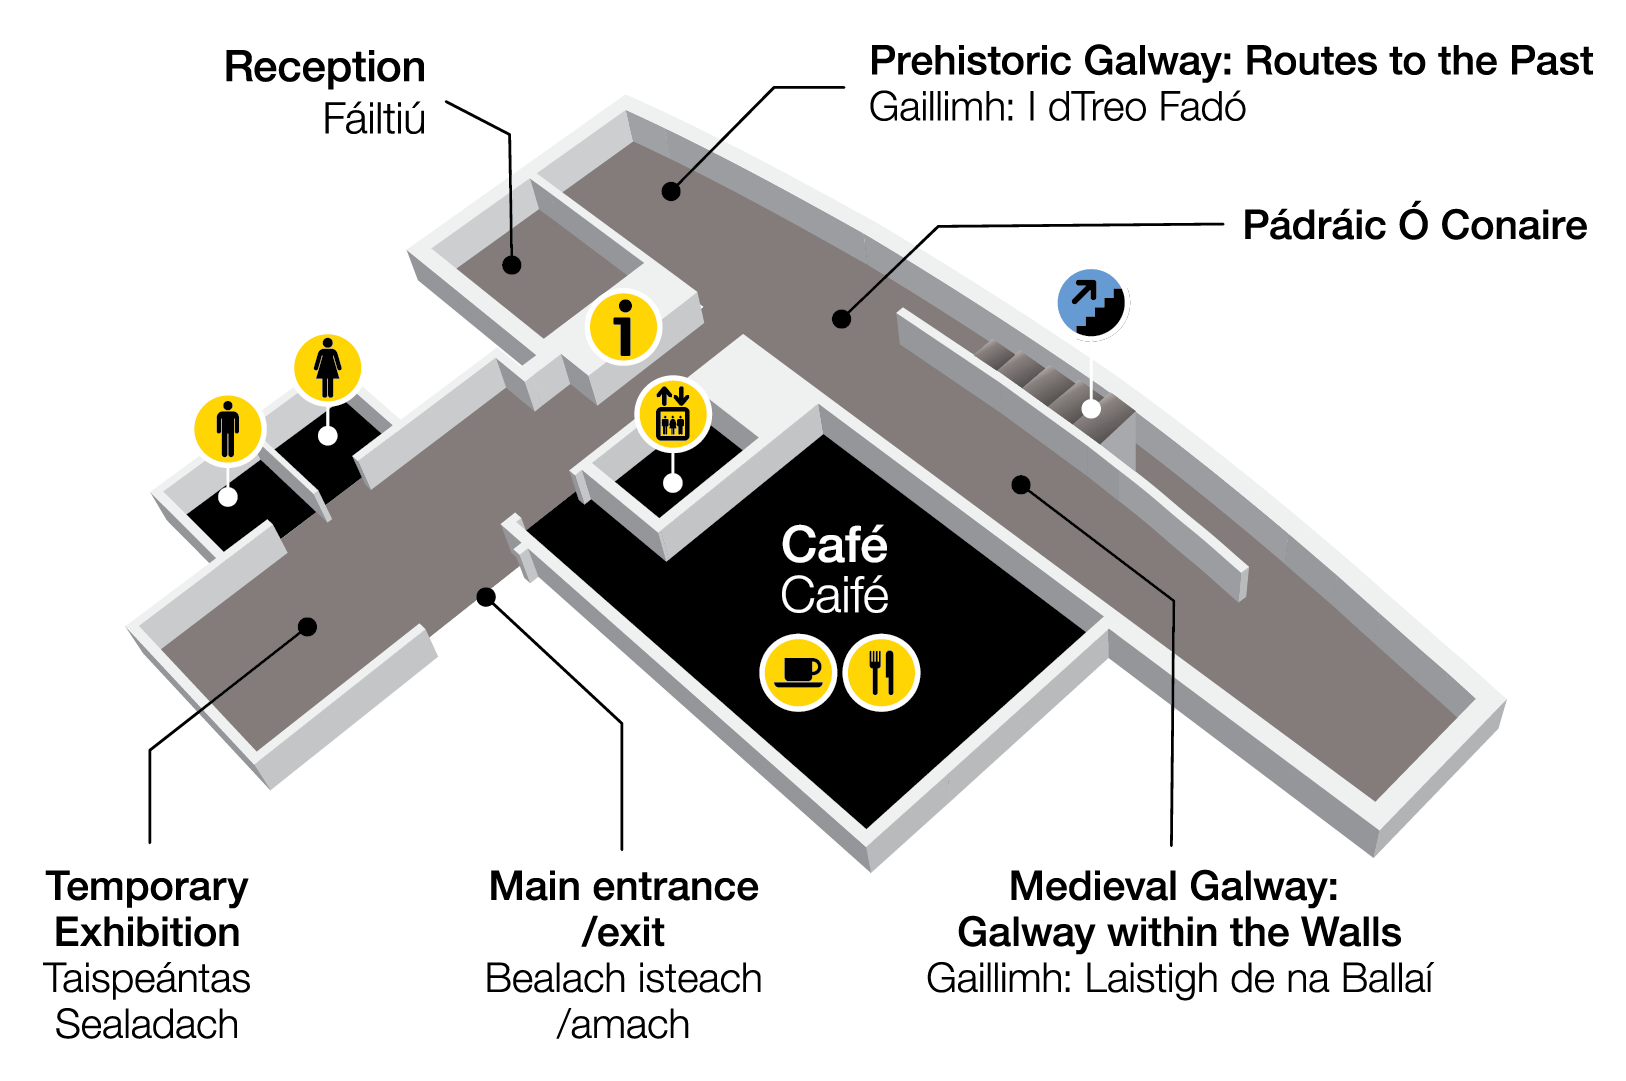 Reception
Fáiltiú
Prehistoric Galway: Routes to the Past
Gaillimh: I dTreo Fadó
Pádráic Ó Conaire
Café
Caifé
Temporary
Exhibition
Taispeántas
Sealadach
Main entrance
/exit
Bealach isteach
/amach
Medieval Galway:
Galway within the Walls
Gaillimh: Laistigh de na Ballaí